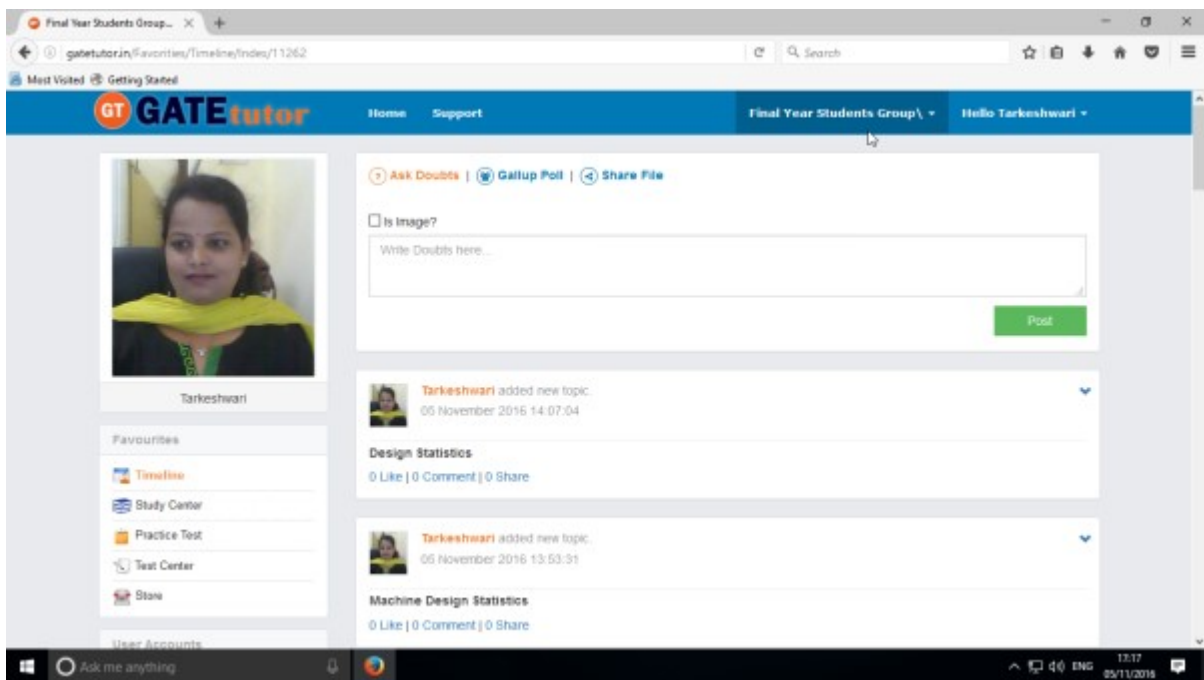 Final Year Students Group...
gatetutor.in/Favorities/Timeline/Index/11262
Search
Most Visited Getting Started
GT GATEtutor Home Support Final Year Students Group\ Hello Tarkeshwari
? Ask Doubts | Gallup Poll | Share File
Is Image?
Write Doubts here...
Post
Tarkeshwari
Favourites
Timeline
Study Center
Practice Test
Test Center
Store
User Accounts
Tarkeshwari added new topic.
05 November 2016 14:07:04
Design Statistics
0 Like | 0 Comment | 0 Share
Tarkeshwari added new topic.
05 November 2016 13:53:31
Machine Design Statistics
0 Like | 0 Comment | 0 Share
Ask me anything
ENG
17:17
05/11/2016